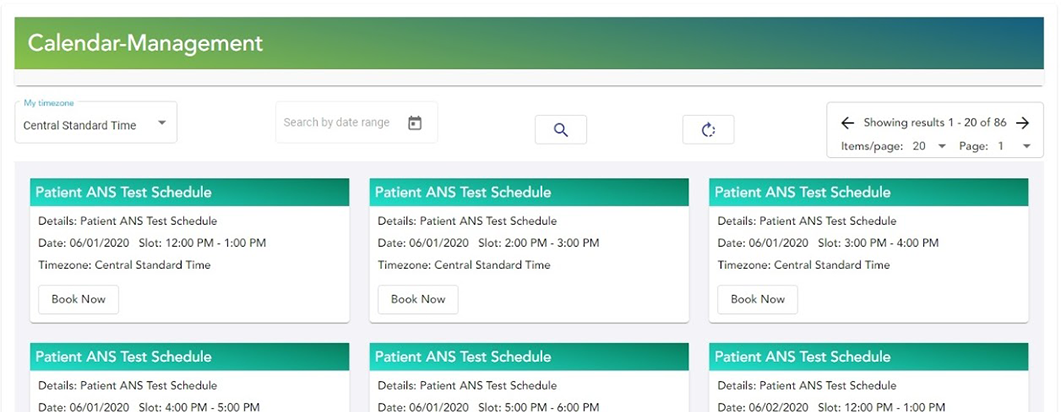 Calendar-Management
My timezone
Central Standard Time
Search by date range
Showing results 1 - 20 of 86
Items/page: 20 Page: 1
Patient ANS Test Schedule
Details: Patient ANS Test Schedule
Date: 06/01/2020 Slot: 12:00 PM - 1:00 PM
Timezone: Central Standard Time
Book Now
Patient ANS Test Schedule
Details: Patient ANS Test Schedule
Date: 06/01/2020 Slot: 2:00 PM - 3:00 PM
Timezone: Central Standard Time
Book Now
Patient ANS Test Schedule
Details: Patient ANS Test Schedule
Date: 06/01/2020 Slot: 3:00 PM - 4:00 PM
Timezone: Central Standard Time
Book Now
Patient ANS Test Schedule
Details: Patient ANS Test Schedule
Date: 06/01/2020 Slot: 4:00 PM - 5:00 PM
Patient ANS Test Schedule
Details: Patient ANS Test Schedule
Date: 06/01/2020 Slot: 5:00 PM - 6:00 PM
Patient ANS Test Schedule
Details: Patient ANS Test Schedule
Date: 06/02/2020 Slot: 12:00 PM - 1:00 PM